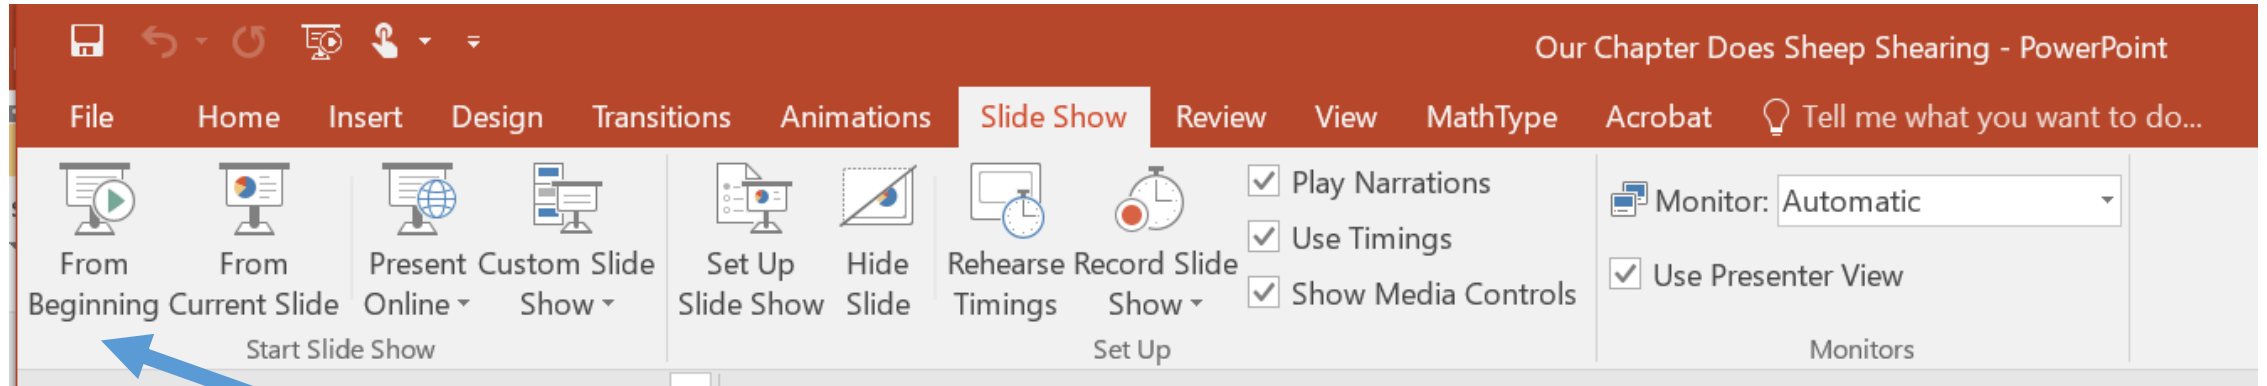 Our Chapter Does Sheep Shearing - PowerPoint
File Home Insert Design Transitions Animations Slide Show Review View MathType Acrobat Tell me what you want to do...
From Beginning
From Current Slide
Present Online
Custom Slide Show
Start Slide Show
Set Up Slide Show
Hide Slide
Rehearse Timings
Record Slide Show
Play Narrations
Use Timings
Show Media Controls
Set Up
Monitor: Automatic
Use Presenter View
Monitors